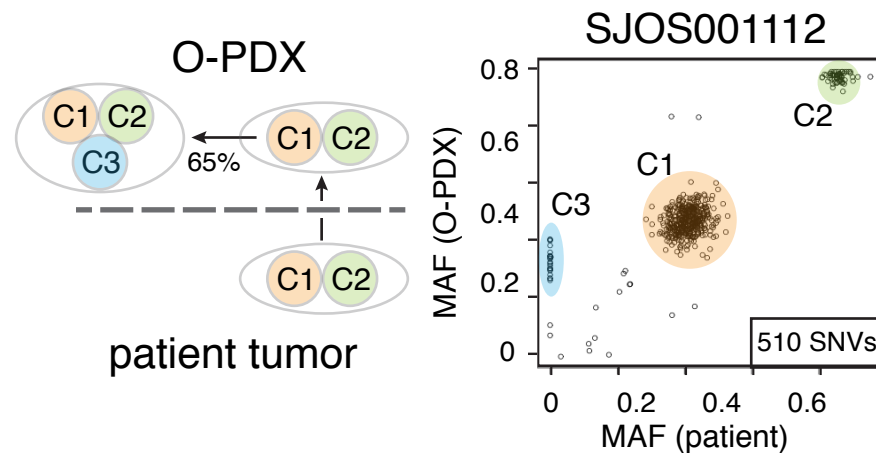 O-PDX
C1 C2
C3
65%
C1 C2
C1 C2
patient tumor
SJOS001112
MAF (O-PDX)
0.8
0.6
0.4
0.2
0
C2
C1
C3
510 SNVs
0 0.2 0.4 0.6
MAF (patient)